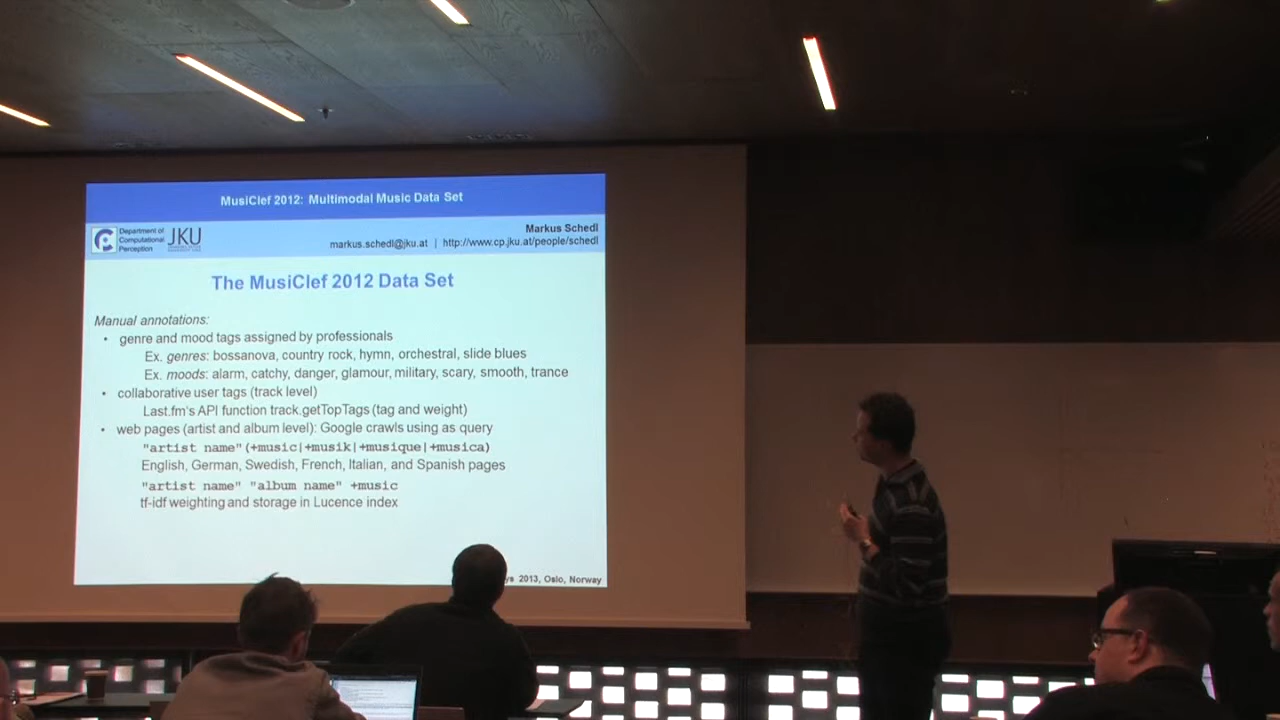 MusiClef 2012: Multimodal Music Data Set
Department of
Computational
Perception
JKU
Markus Schedl
markus.schedl@jku.at | http://www.cp.jku.at/people/schedl
The MusiClef 2012 Data Set
Manual annotations:
• genre and mood tags assigned by professionals
Ex. genres: bossanova, country rock, hymn, orchestral, slide blues
Ex. moods: alarm, catchy, danger, glamour, military, scary, smooth, trance
• collaborative user tags (track level)
Last.fm's API function track.getTopTags (tag and weight)
• web pages (artist and album level): Google crawls using as query
"artist name" (+music|+musik|+musique|+musica)
English, German, Swedish, French, Italian, and Spanish pages
"artist name" "album name" +music
tf-idf weighting and storage in Lucence index
2013, Oslo, Norway